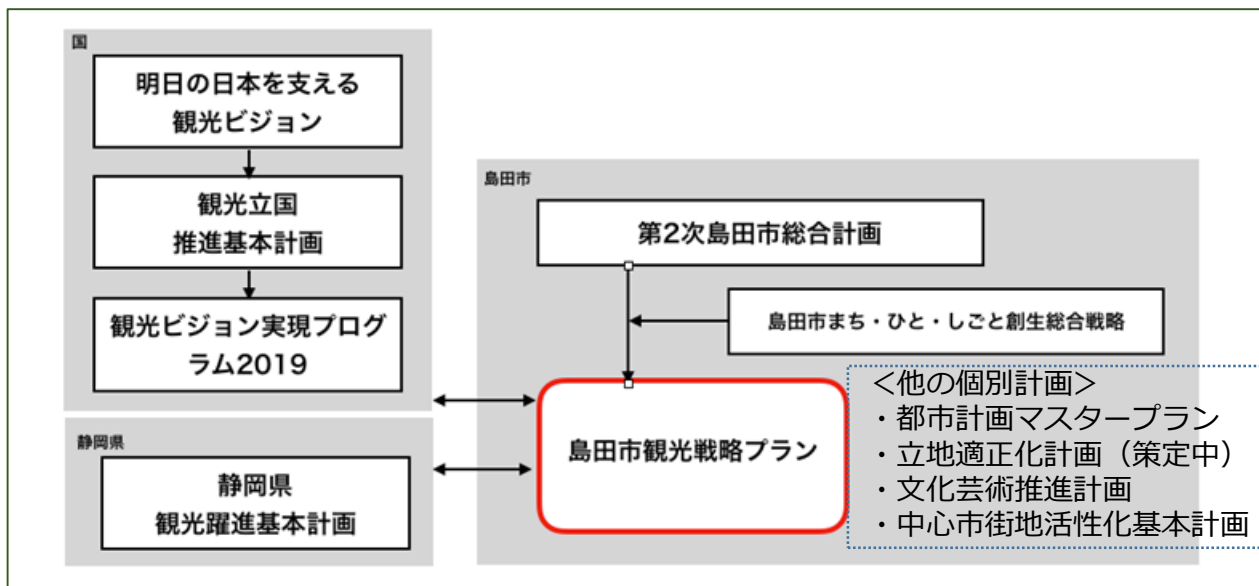 国
明日の日本を支える
観光ビジョン
観光立国
推進基本計画
観光ビジョン実現プログ
ラム2019
静岡県
静岡県
観光躍進基本計画
島田市
第2次島田市総合計画
島田市まち・ひと・しごと創生総合戦略
島田市観光戦略プラン
＜他の個別計画＞
・都市計画マスタープラン
・立地適正化計画（策定中）
・文化芸術推進計画
・中心市街地活性化基本計画